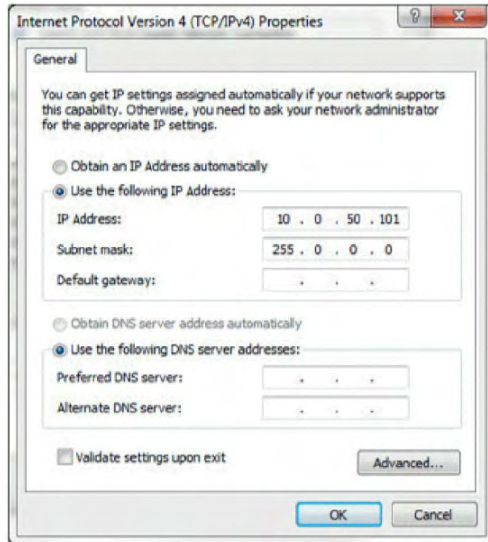 Internet Protocol Version 4 (TCP/IPv4) Properties
General
You can get IP settings assigned automatically if your network supports
this capability. Otherwise, you need to ask your network administrator
for the appropriate IP settings.
Obtain an IP Address automatically
Use the following IP Address:
IP Address: 10 . 0 . 50 . 101
Subnet mask: 255 . 0 . 0 . 0
Default gateway: . . .
Obtain DNS server address automatically
Use the following DNS server addresses:
Preferred DNS server: . . .
Alternate DNS server: . . .
Validate settings upon exit
Advanced...
OK Cancel